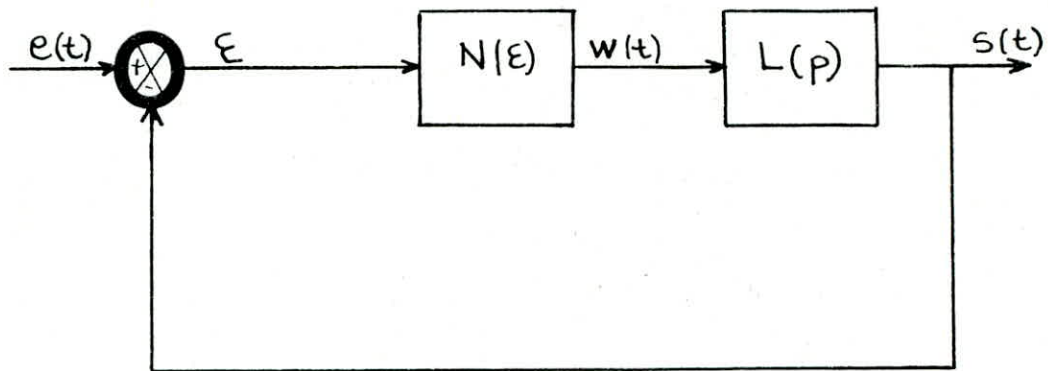 e(t)
+
-
ε
N(ε)
w(t)
L(p)
s(t)